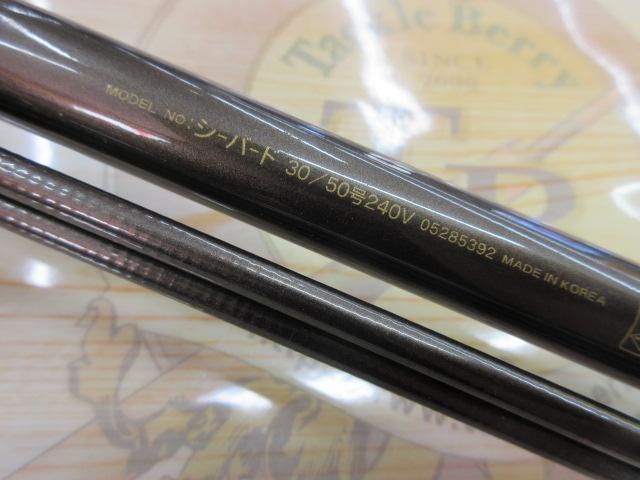 Tackle Berry
SINCE
MODEL NO:シーバード 30/50号240V 05285392 MADE IN KOREA